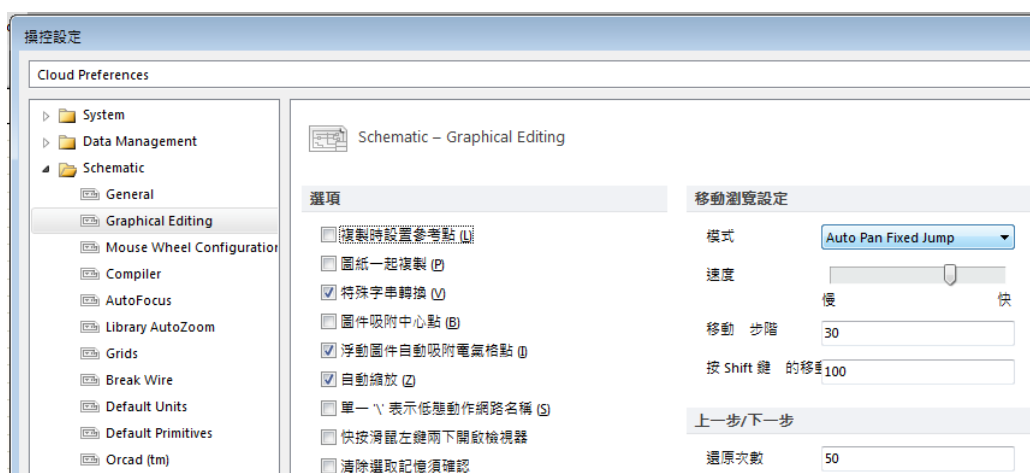 操控設定
Cloud Preferences
System
Data Management
Schematic
General
Graphical Editing
Mouse Wheel Configuration
Compiler
AutoFocus
Library AutoZoom
Grids
Break Wire
Default Units
Default Primitives
Orcad (tm)
Schematic – Graphical Editing
選項
複製時設置參考點 (L)
圖紙一起複製 (P)
特殊字串轉換 (V)
圖件吸附中心點 (B)
浮動圖件自動吸附電氣格點 (I)
自動縮放 (Z)
單一 '\' 表示低態動作網路名稱 (S)
快按滑鼠左鍵兩下開啟檢視器
清除選取記憶須確認
移動瀏覽設定
模式 Auto Pan Fixed Jump
速度
慢 快
移動 步階 30
按 Shift 鍵 的移動 100
上一步/下一步
還原次數 50